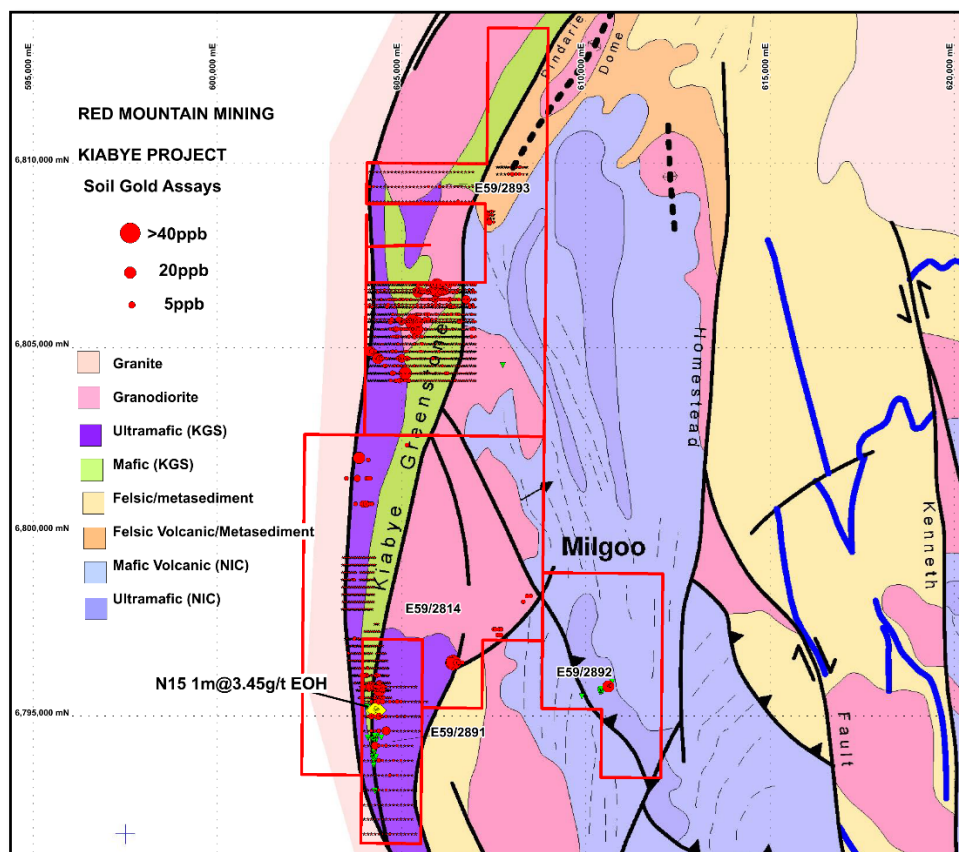 595,000 mE
600,000 mE
605,000 mE
610,000 mE
615,000 mE
620,000 mE
Pindarie
Dome
RED MOUNTAIN MINING
KIABYE PROJECT
Soil Gold Assays
>40ppb
20ppb
5ppb
6,810,000 mN
6,805,000 mN
6,800,000 mN
6,795,000 mN
Granite
Granodiorite
Ultramafic (KGS)
Mafic (KGS)
Felsic/metasediment
Felsic Volcanic/Metasediment
Mafic Volcanic (NIC)
Ultramafic (NIC)
E59/2893
Kiabye Greenstone
Homestead
Milgoo
Kenneth
Fault
E59/2814
E59/2892
N15 1m@3.45g/t EOH
E59/2891